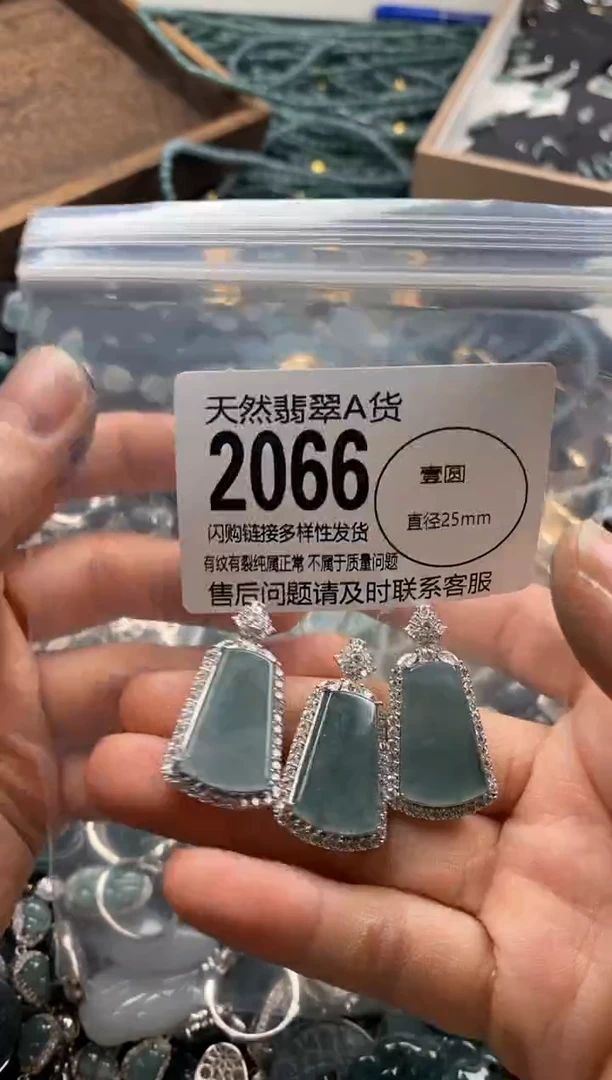 天然翡翠A货
2066
壹圆
直径25mm
闪购链接多样性发货
有纹有裂纯属正常 不属于质量问题
售后问题请及时联系客服